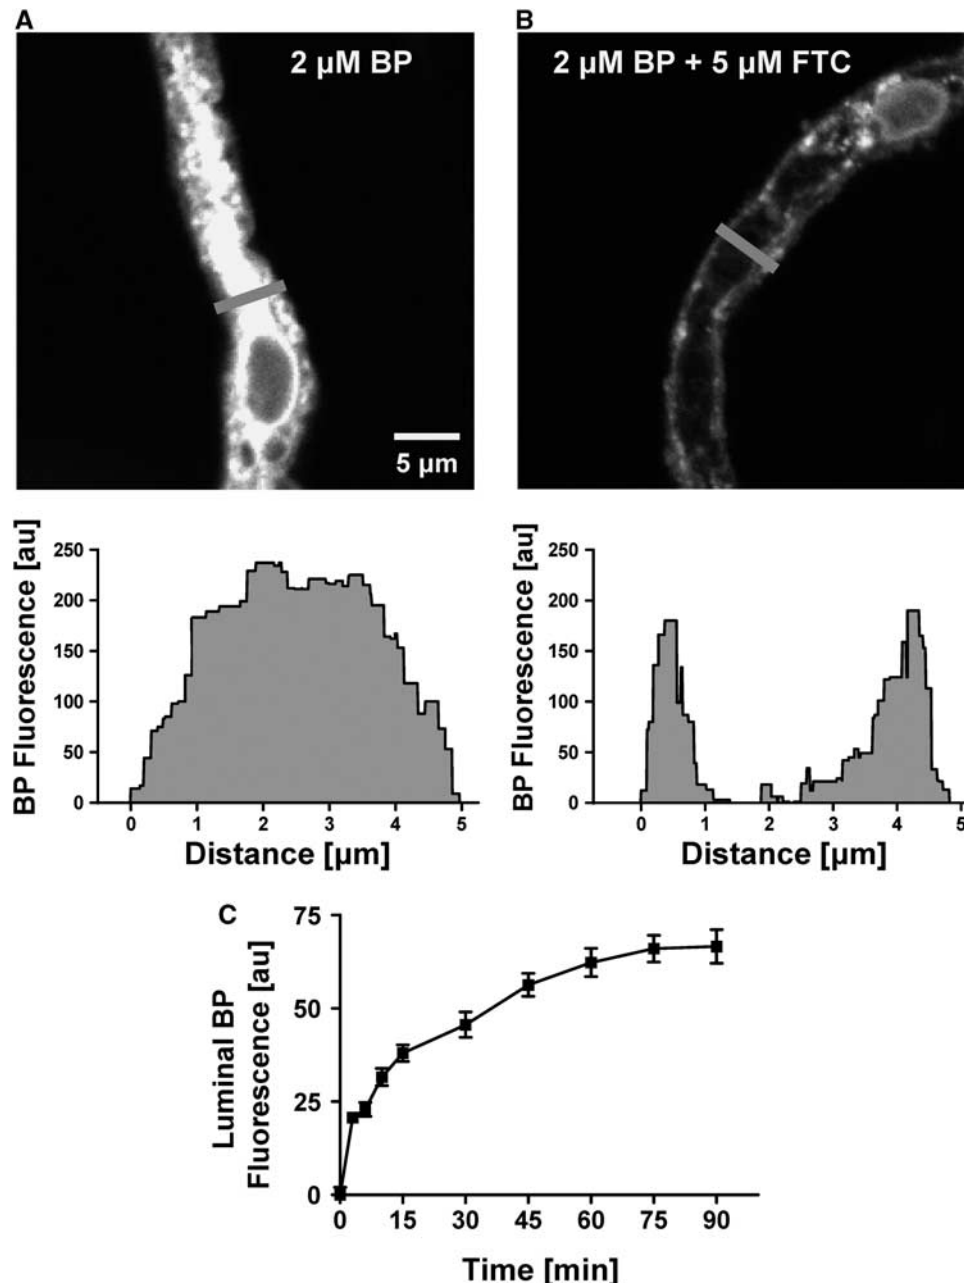 A
B
2 µM BP
2 µM BP + 5 µM FTC
5 µm
BP Fluorescence [au]
250
200
150
100
50
0
0 1 2 3 4 5
Distance [µm]
BP Fluorescence [au]
250
200
150
100
50
0
0 1 2 3 4 5
Distance [µm]
C
Luminal BP
Fluorescence [au]
75
50
25
0
0 15 30 45 60 75 90
Time [min]